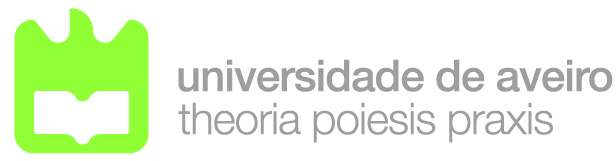 universidade de aveiro
theoria poiesis praxis